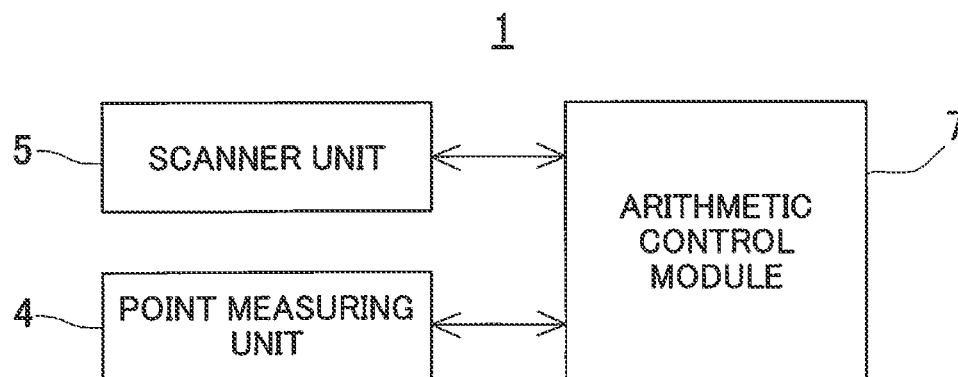 1
5
SCANNER UNIT
4
POINT MEASURING
UNIT
ARITHMETIC
CONTROL
MODULE
7